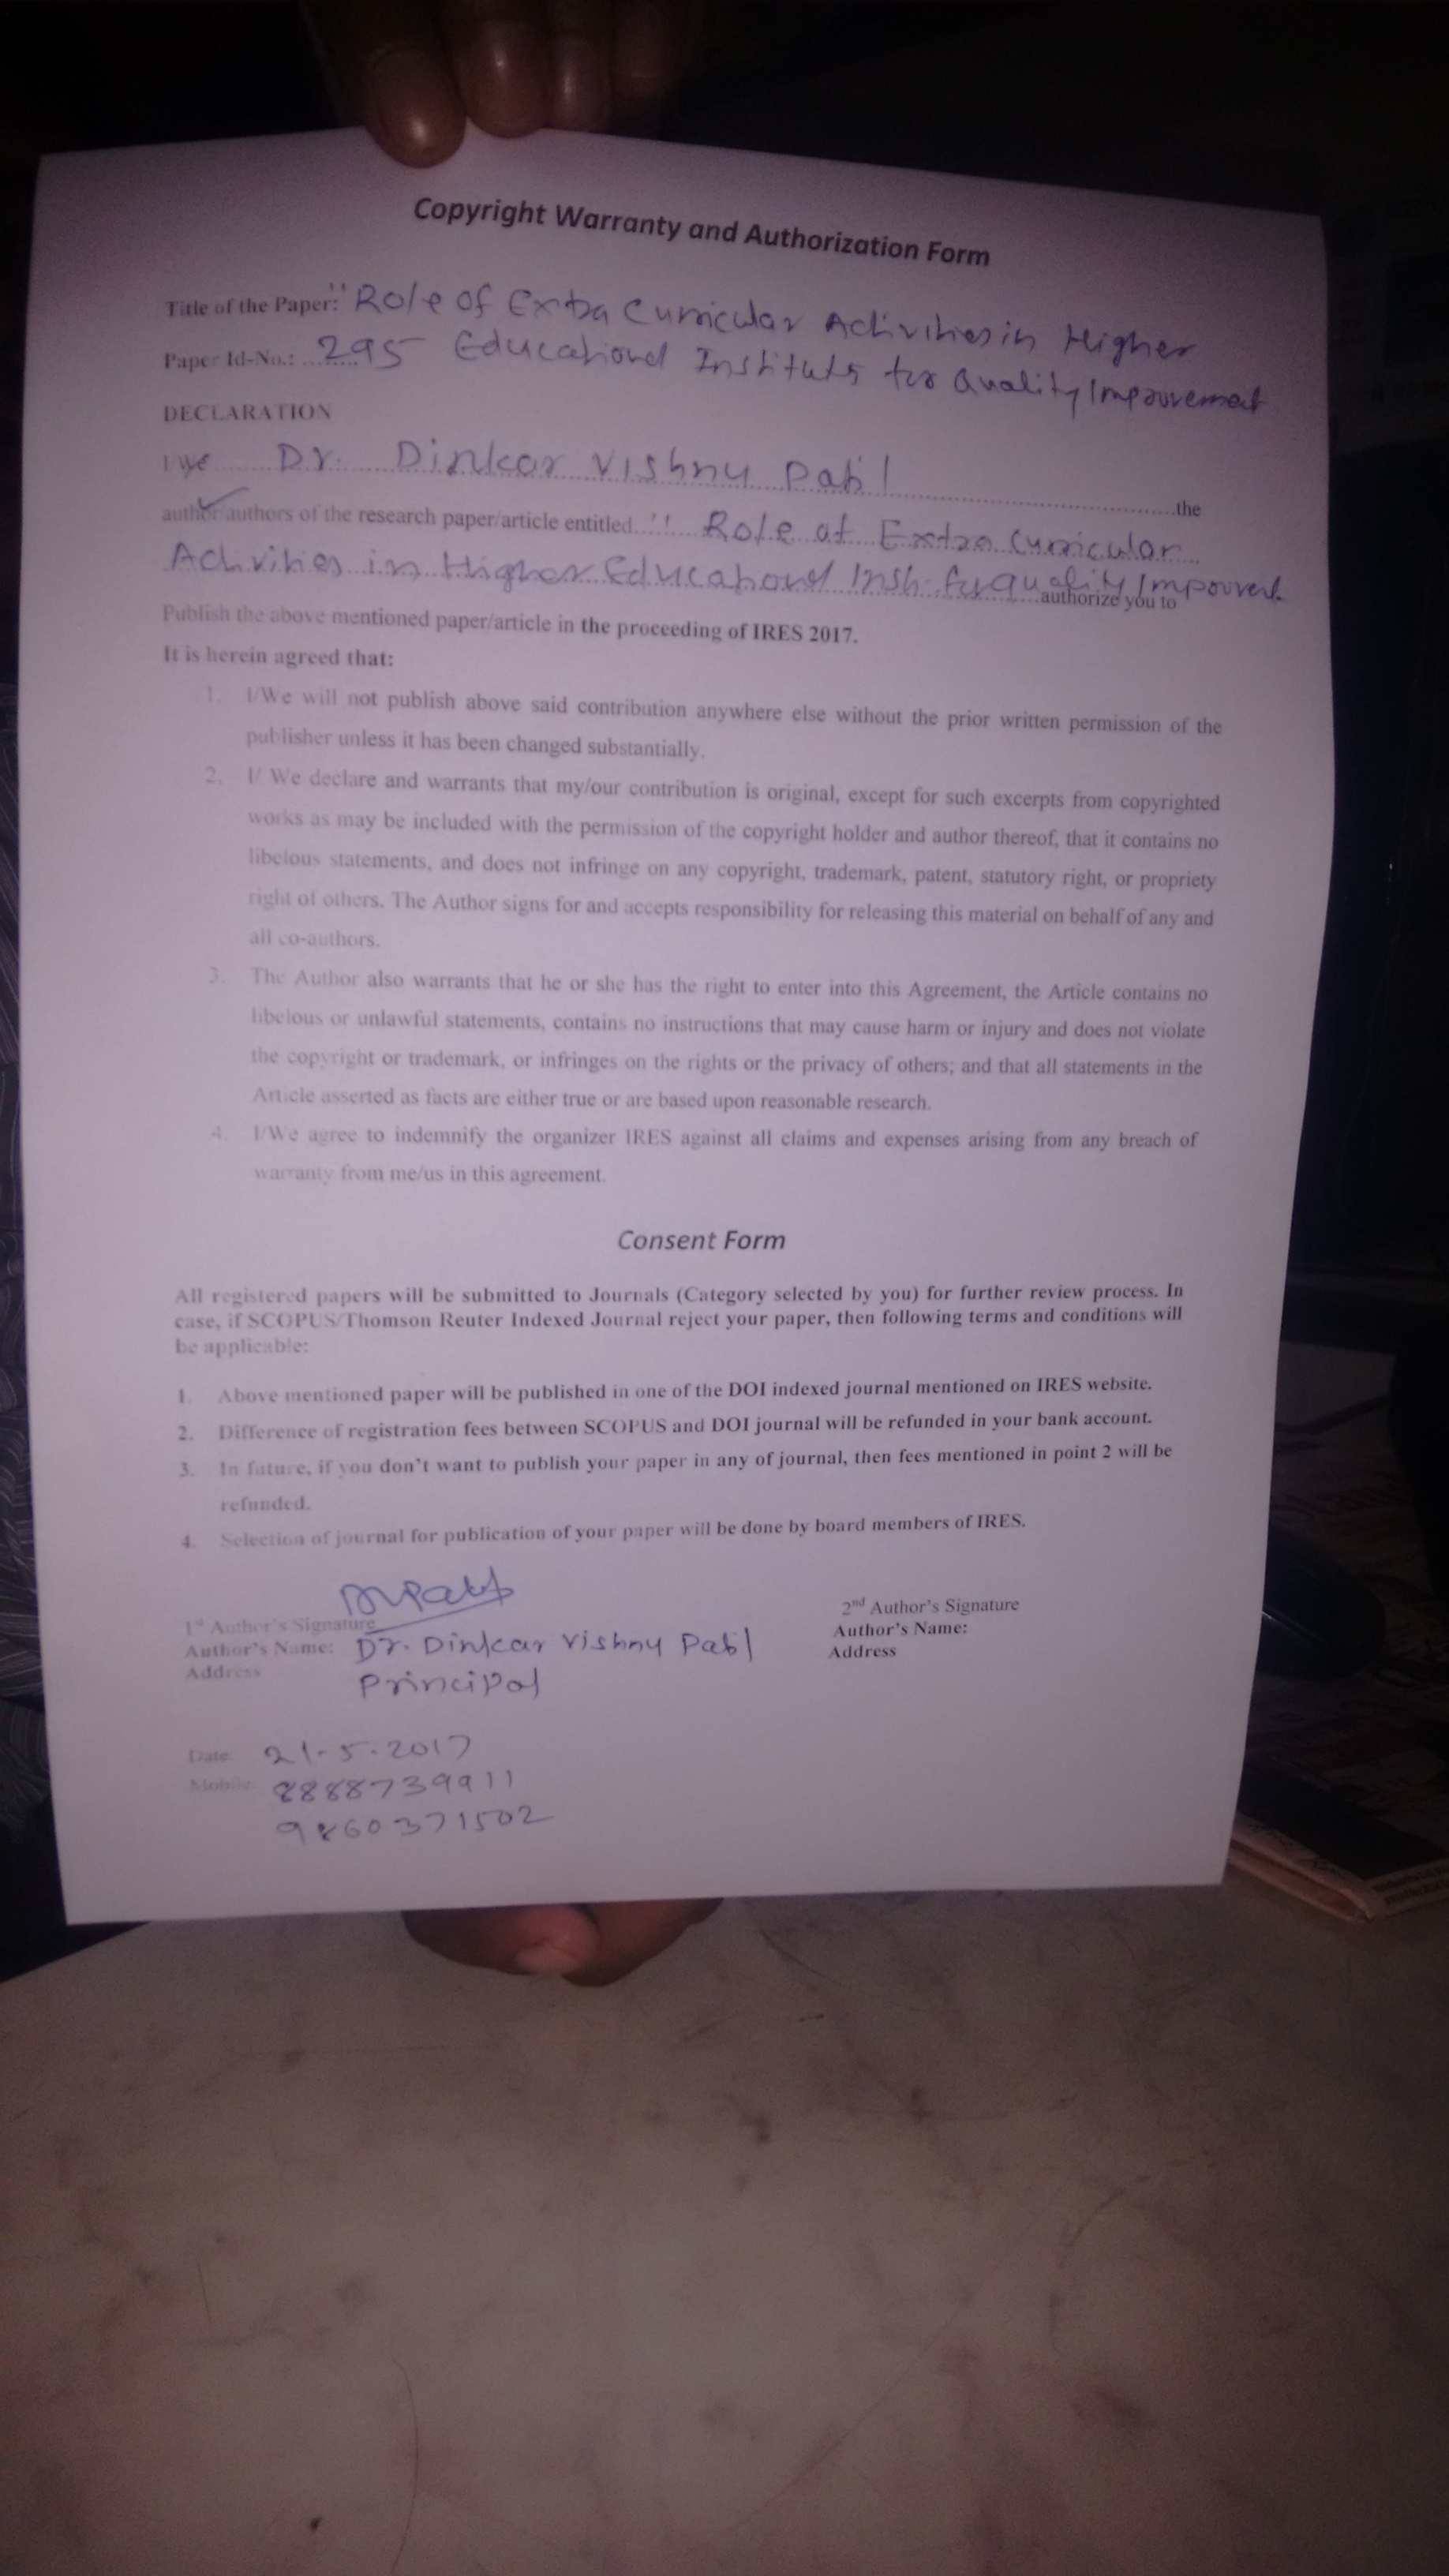 Copyright Warranty and Authorization Form
Title of the Paper: "Role of Extra Curricular Activities in Higher
Paper Id-No.: ...295 Educational Institutes for Quality Improvement
DECLARATION
I/We Dr. Dinkar Vishnu Patil the
author/authors of the research paper/article entitled.." Role of Extra Curricular
Activities in Higher Educational Insti. for quality authorize you to
Publish the above mentioned paper/article in the proceeding of IRES 2017.
It is herein agreed that:
1. I/We will not publish above said contribution anywhere else without the prior written permission of the
publisher unless it has been changed substantially.
2. I/ We declare and warrants that my/our contribution is original, except for such excerpts from copyrighted
works as may be included with the permission of the copyright holder and author thereof, that it contains no
libelous statements, and does not infringe on any copyright, trademark, patent, statutory right, or propriety
right of others. The Author signs for and accepts responsibility for releasing this material on behalf of any and
all co-authors.
3. The Author also warrants that he or she has the right to enter into this Agreement, the Article contains no
libelous or unlawful statements, contains no instructions that may cause harm or injury and does not violate
the copyright or trademark, or infringes on the rights or the privacy of others; and that all statements in the
Article asserted as facts are either true or are based upon reasonable research.
4. I/We agree to indemnify the organizer IRES against all claims and expenses arising from any breach of
warranty from me/us in this agreement.
Consent Form
All registered papers will be submitted to Journals (Category selected by you) for further review process. In
case, if SCOPUS/Thomson Reuter Indexed Journal reject your paper, then following terms and conditions will
be applicable:
1. Above mentioned paper will be published in one of the DOI indexed journal mentioned on IRES website.
2. Difference of registration fees between SCOPUS and DOI journal will be refunded in your bank account.
3. In future, if you don't want to publish your paper in any of journal, then fees mentioned in point 2 will be
refunded.
4. Selection of journal for publication of your paper will be done by board members of IRES.
1st Author's Signature
Author's Name: Dr. Dinkar Vishnu Patil
Address Principal
2nd Author's Signature
Author's Name:
Address
Date: 21-5-2017
Mobile: 8888739911
9860371502